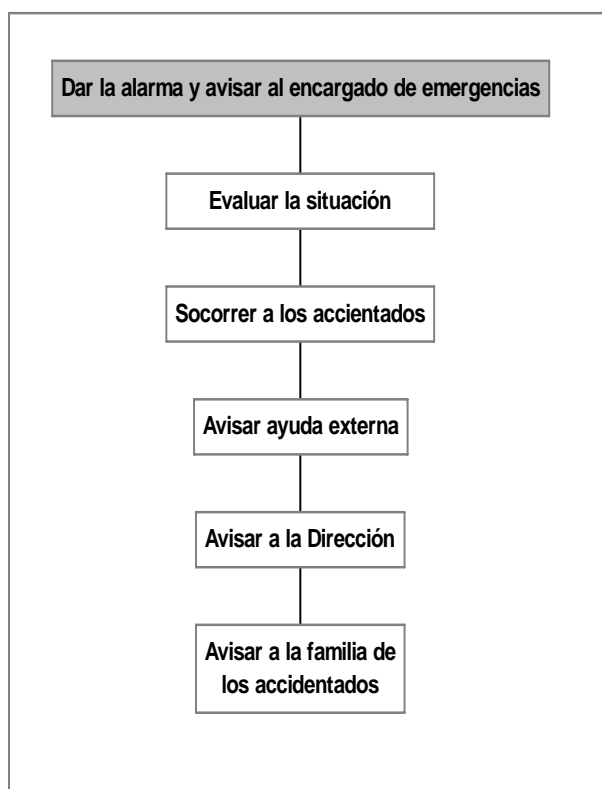 Dar la alarma y avisar al encargado de emergencias
Evaluar la situación
Socorrer a los accientados
Avisar ayuda externa
Avisar a la Dirección
Avisar a la familia de
los accidentados